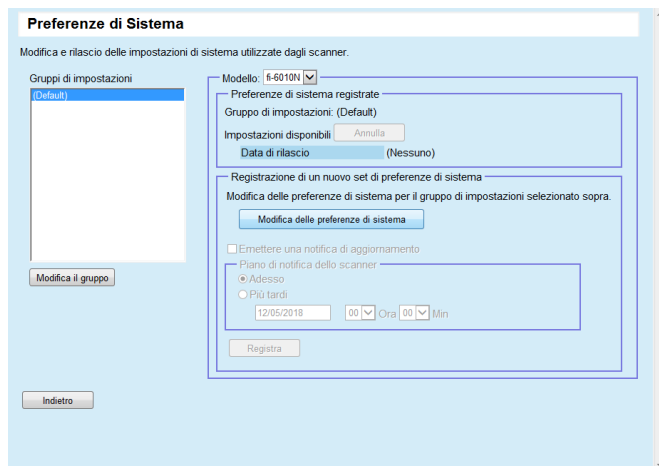 Preferenze di Sistema
Modifica e rilascio delle impostazioni di sistema utilizzate dagli scanner.
Gruppi di impostazioni
(Default)
Modifica il gruppo
Modello: fi-6010N
Preferenze di sistema registrate
Gruppo di impostazioni: (Default)
Impostazioni disponibili Annulla
Data di rilascio (Nessuno)
Registrazione di un nuovo set di preferenze di sistema
Modifica delle preferenze di sistema per il gruppo di impostazioni selezionato sopra.
Modifica delle preferenze di sistema
Emettere una notifica di aggiornamento
Piano di notifica dello scanner
Adesso
Più tardi
12/05/2018 00 Ora 00 Min
Registra
Indietro